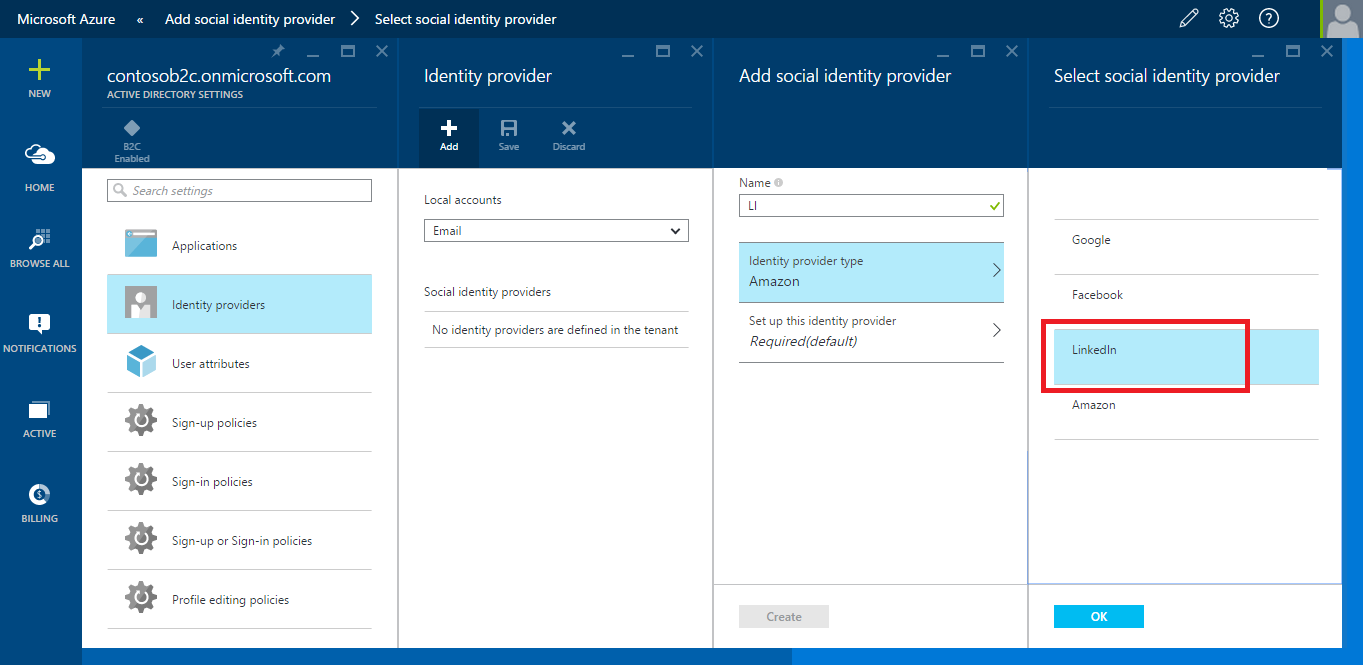 Microsoft Azure « Add social identity provider > Select social identity provider
NEW
HOME
BROWSE ALL
NOTIFICATIONS
ACTIVE
BILLING
contosob2c.onmicrosoft.com
ACTIVE DIRECTORY SETTINGS
B2C
Enabled
Search settings
Applications
Identity providers
User attributes
Sign-up policies
Sign-in policies
Sign-up or Sign-in policies
Profile editing policies
Identity provider
Add Save Discard
Local accounts
Email
Social identity providers
No identity providers are defined in the tenant
Add social identity provider
Name
LI
Identity provider type
Amazon
Set up this identity provider
Required(default)
Create
Select social identity provider
Google
Facebook
LinkedIn
Amazon
OK